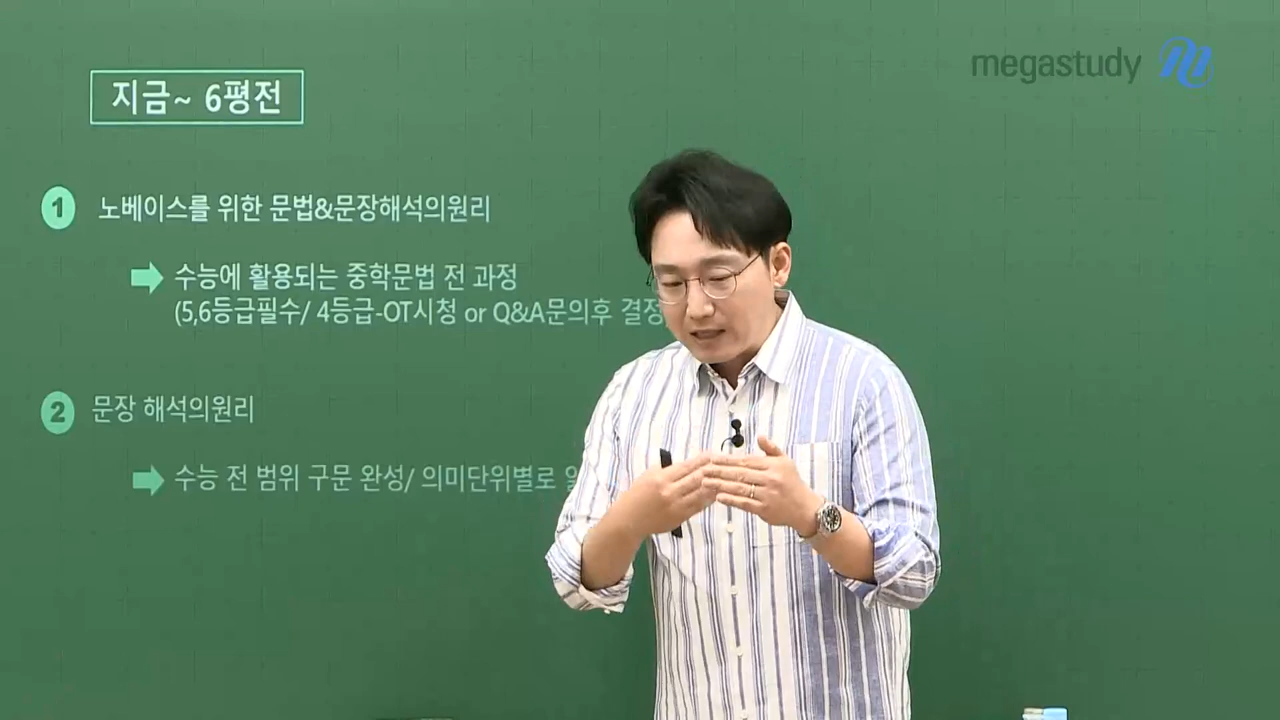 megastudy
지금~ 6평전
1 노베이스를 위한 문법&문장해석의원리
수능에 활용되는 중학문법 전 과정
(5,6등급필수/ 4등급-OT시청 or Q&A문의후 결정
2 문장 해석의원리
수능 전 범위 구문 완성/ 의미단위별로